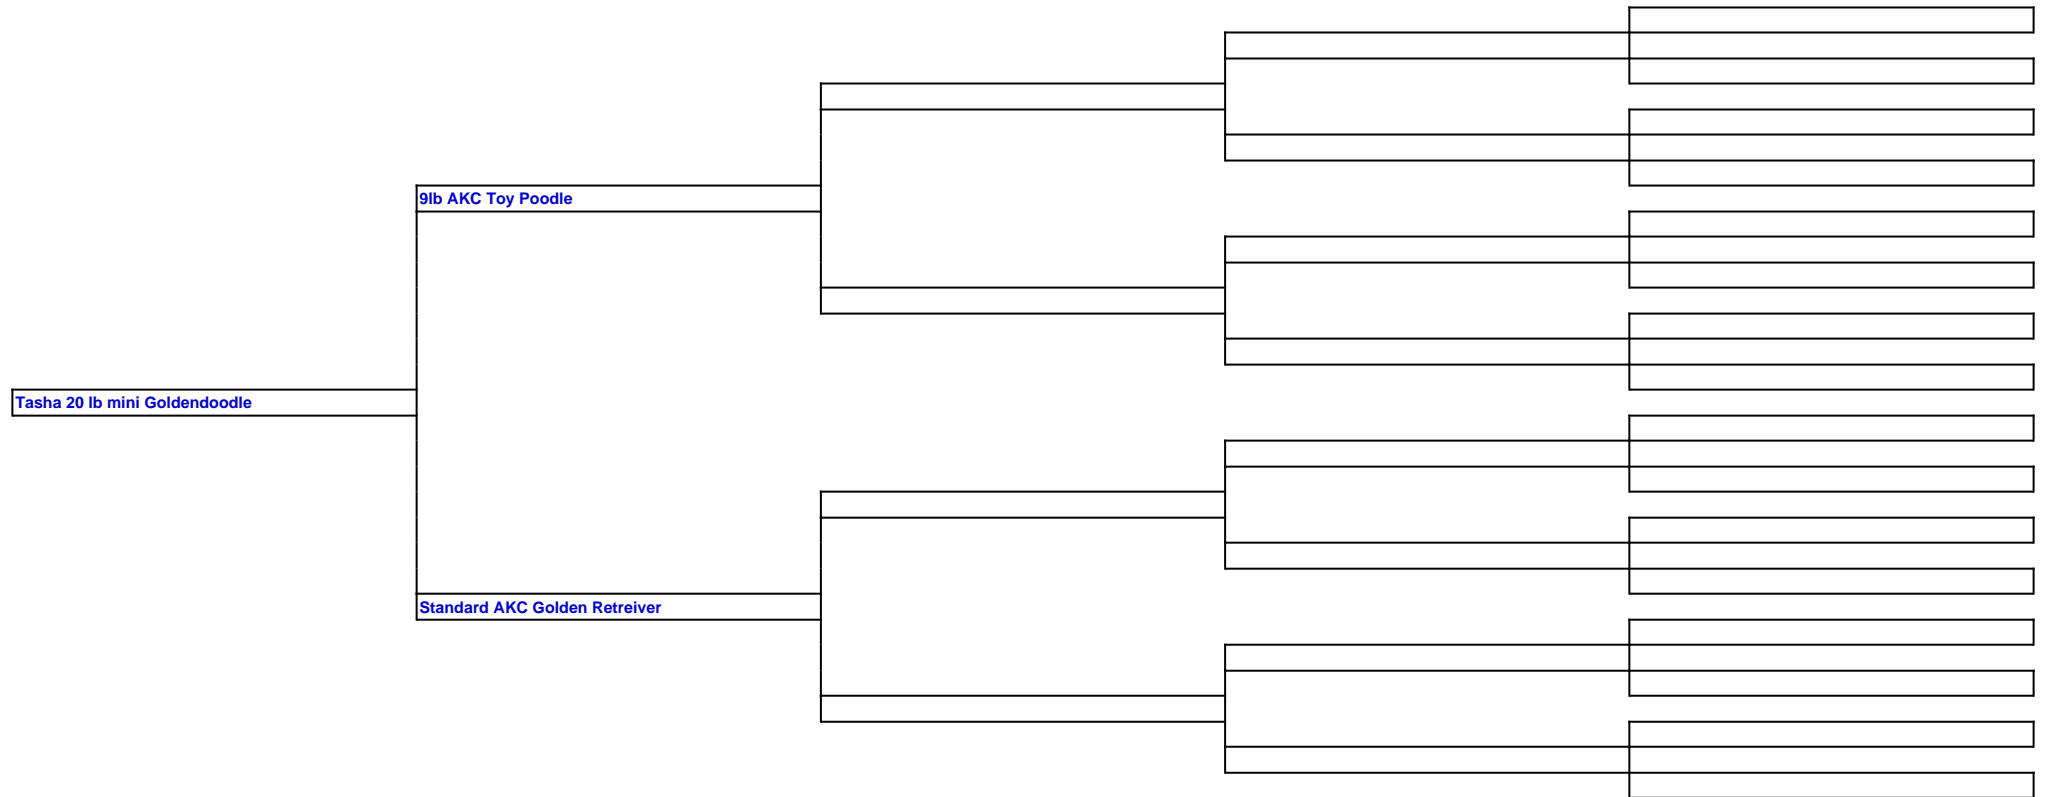 9lb AKC Toy Poodle
Tasha 20 lb mini Goldendoodle
Standard AKC Golden Retreiver